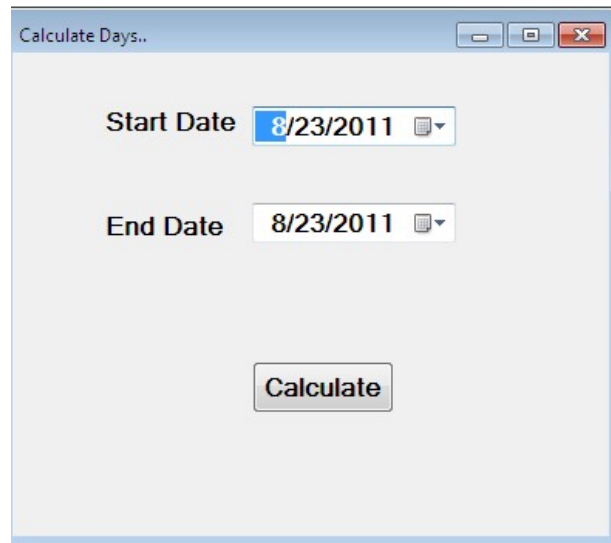 Calculate Days..
Start Date 8/23/2011
End Date 8/23/2011
Calculate